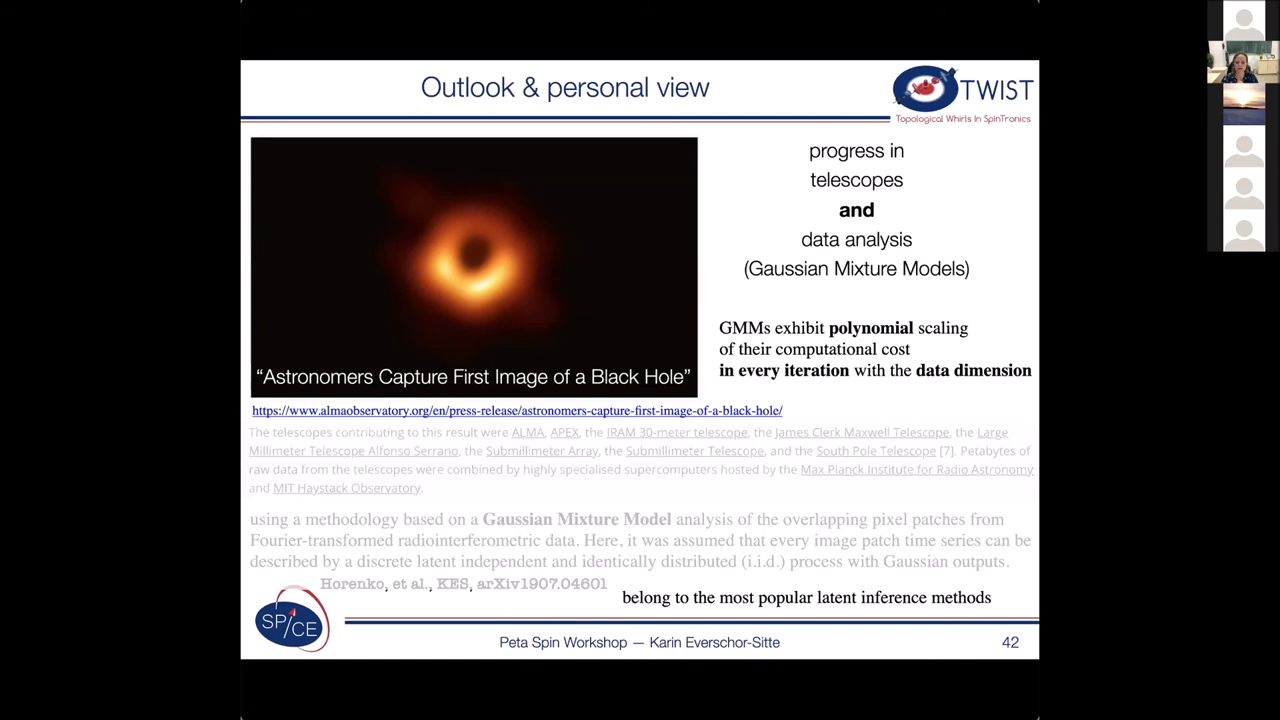 Outlook & personal view
TWIST
Topological Whirls In SpinTronics
progress in
telescopes
and
data analysis
(Gaussian Mixture Models)
GMMs exhibit polynomial scaling
of their computational cost
in every iteration with the data dimension
“Astronomers Capture First Image of a Black Hole”
https://www.almaobservatory.org/en/press-release/astronomers-capture-first-image-of-a-black-hole/
The telescopes contributing to this result were ALMA, APEX, the IRAM 30-meter telescope, the James Clerk Maxwell Telescope, the Large
Millimeter Telescope Alfonso Serrano, the Submillimeter Array, the Submillimeter Telescope, and the South Pole Telescope [7]. Petabytes of
raw data from the telescopes were combined by highly specialised supercomputers hosted by the Max Planck Institute for Radio Astronomy
and MIT Haystack Observatory.
using a methodology based on a Gaussian Mixture Model analysis of the overlapping pixel patches from
Fourier-transformed radiointerferometric data. Here, it was assumed that every image patch time series can be
described by a discrete latent independent and identically distributed (i.i.d.) process with Gaussian outputs.
Horenko, et al., KES, arXiv1907.04601
belong to the most popular latent inference methods
SPICE
Peta Spin Workshop — Karin Everschor-Sitte
42